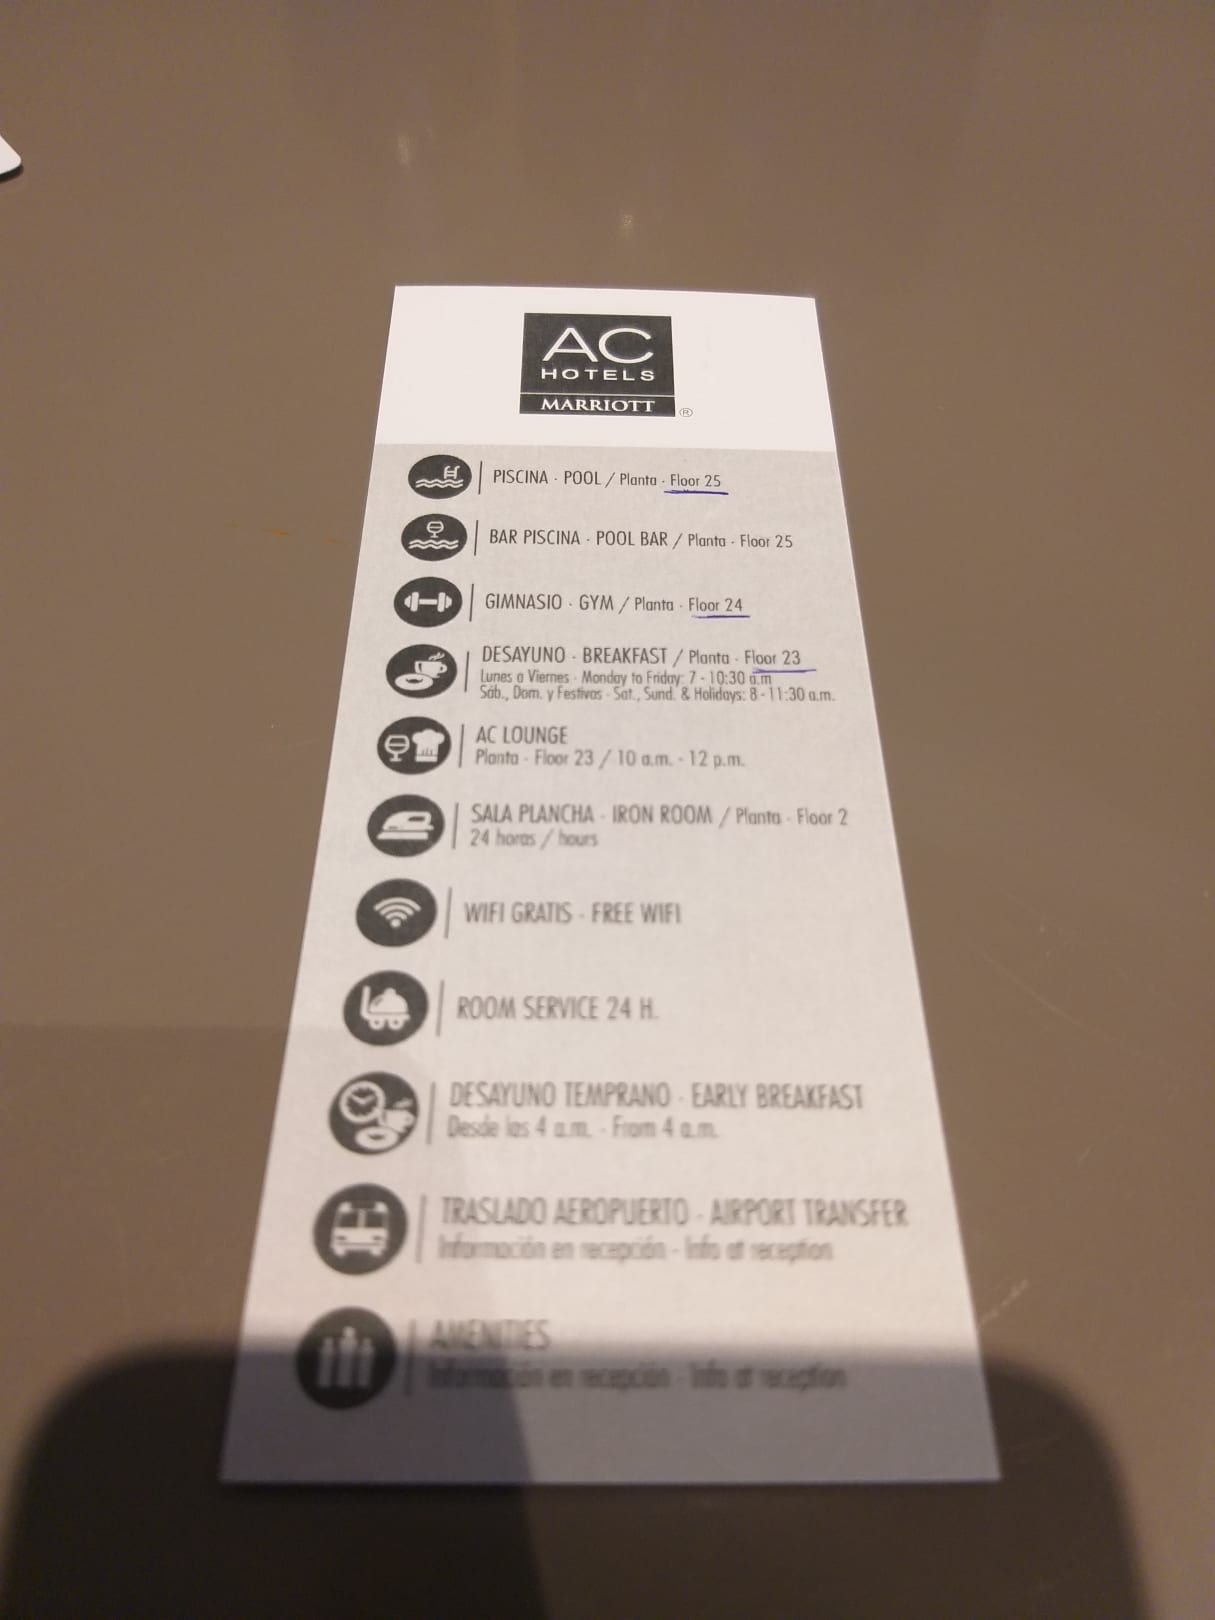 AC
HOTELS
MARRIOTT ®
PISCINA · POOL / Planta · Floor 25
BAR PISCINA · POOL BAR / Planta · Floor 25
GIMNASIO · GYM / Planta · Floor 24
DESAYUNO · BREAKFAST / Planta · Floor 23
Lunes a Viernes · Monday to Friday: 7 - 10:30 a.m
Sáb., Dom. y Festivos · Sat., Sund. & Holidays: 8 - 11:30 a.m.
AC LOUNGE
Planta · Floor 23 / 10 a.m. - 12 p.m.
SALA PLANCHA · IRON ROOM / Planta · Floor 2
24 horas / hours
WIFI GRATIS · FREE WIFI
ROOM SERVICE 24 H.
DESAYUNO TEMPRANO · EARLY BREAKFAST
Desde las 4 a.m. · From 4 a.m.
TRASLADO AEROPUERTO · AIRPORT TRANSFER
Información en recepción · Info at reception
AMENITIES
Información en recepción · Info at reception